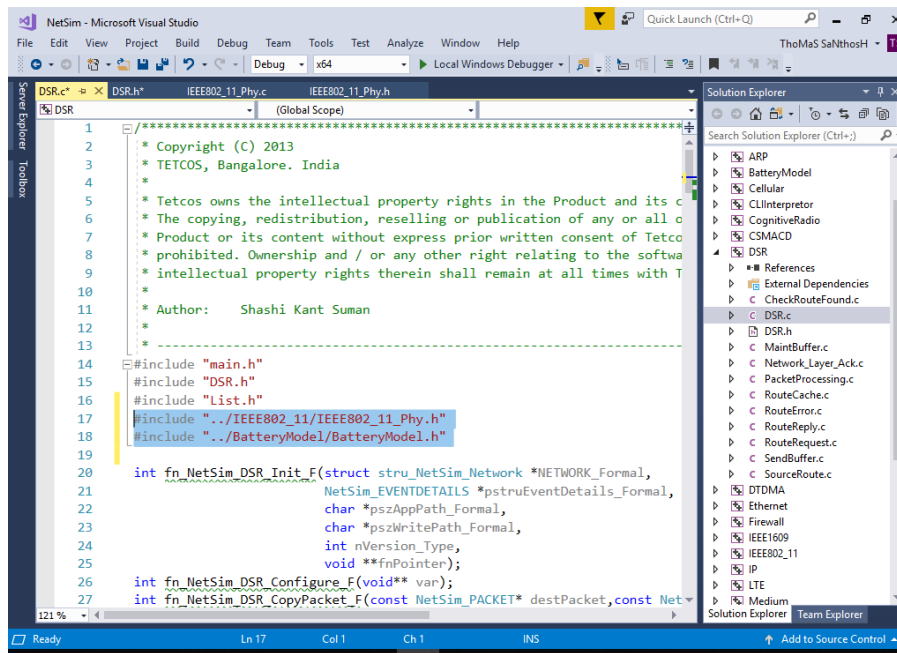 NetSim - Microsoft Visual Studio
Quick Launch (Ctrl+Q)
File Edit View Project Build Debug Team Tools Test Analyze Window Help
ThoMaS SaNthosH
Debug x64 Local Windows Debugger
Server Explorer
Toolbox
DSR.c* DSR.h* IEEE802_11_Phy.c IEEE802_11_Phy.h
DSR (Global Scope)
1 /***********************************************************************
2 * Copyright (C) 2013
3 * TETCOS, Bangalore. India
4 *
5 * Tetcos owns the intellectual property rights in the Product and its c
6 * The copying, redistribution, reselling or publication of any or all o
7 * Product or its content without express prior written consent of Tetco
8 * prohibited. Ownership and / or any other right relating to the softwa
9 * intellectual property rights therein shall remain at all times with T
10 *
11 * Author: Shashi Kant Suman
12 *
13 * ---------------------------------------------------------------------
14 #include "main.h"
15 #include "DSR.h"
16 #include "List.h"
17 #include "../IEEE802_11/IEEE802_11_Phy.h"
18 #include "../BatteryModel/BatteryModel.h"
19
20 int fn_NetSim_DSR_Init_F(struct stru_NetSim_Network *NETWORK_Formal,
21 NetSim_EVENTDETAILS *pstruEventDetails_Formal,
22 char *pszAppPath_Formal,
23 char *pszWritePath_Formal,
24 int nVersion_Type,
25 void **fnPointer);
26 int fn_NetSim_DSR_Configure_F(void** var);
27 int fn_NetSim_DSR_CopyPacket_F(const NetSim_PACKET* destPacket,const Net
121 %
Solution Explorer
Search Solution Explorer (Ctrl+;)
ARP
BatteryModel
Cellular
CLIInterpretor
CognitiveRadio
CSMACD
DSR
References
External Dependencies
CheckRouteFound.c
DSR.c
DSR.h
MaintBuffer.c
Network_Layer_Ack.c
PacketProcessing.c
RouteCache.c
RouteError.c
RouteReply.c
RouteRequest.c
SendBuffer.c
SourceRoute.c
DTDMA
Ethernet
Firewall
IEEE1609
IEEE802_11
IP
LTE
Medium
Solution Explorer Team Explorer
Ready Ln 17 Col 1 Ch 1 INS Add to Source Control